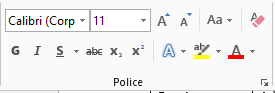 Calibri (Corp 11 A A Aa A
G I S abc x₂ x² A ab A
Police